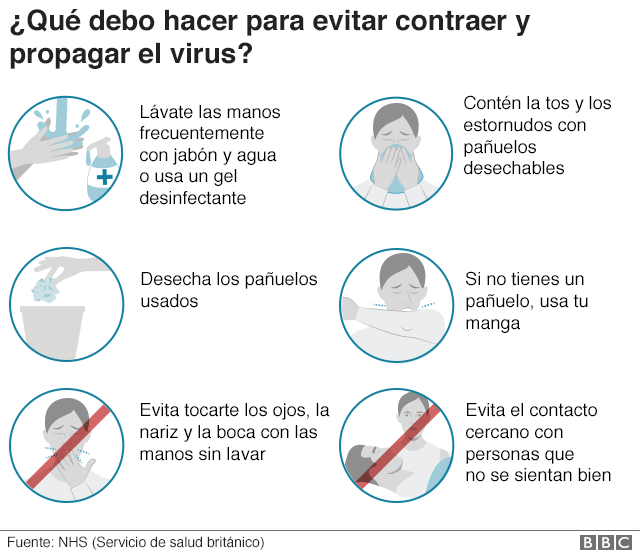 ¿Qué debo hacer para evitar contraer y
propagar el virus?
Lávate las manos
frecuentemente
con jabón y agua
o usa un gel
desinfectante
Contén la tos y los
estornudos con
pañuelos
desechables
Desecha los pañuelos
usados
Si no tienes un
pañuelo, usa tu
manga
Evita tocarte los ojos, la
nariz y la boca con las
manos sin lavar
Evita el contacto
cercano con
personas que
no se sientan bien
Fuente: NHS (Servicio de salud británico)
BBC